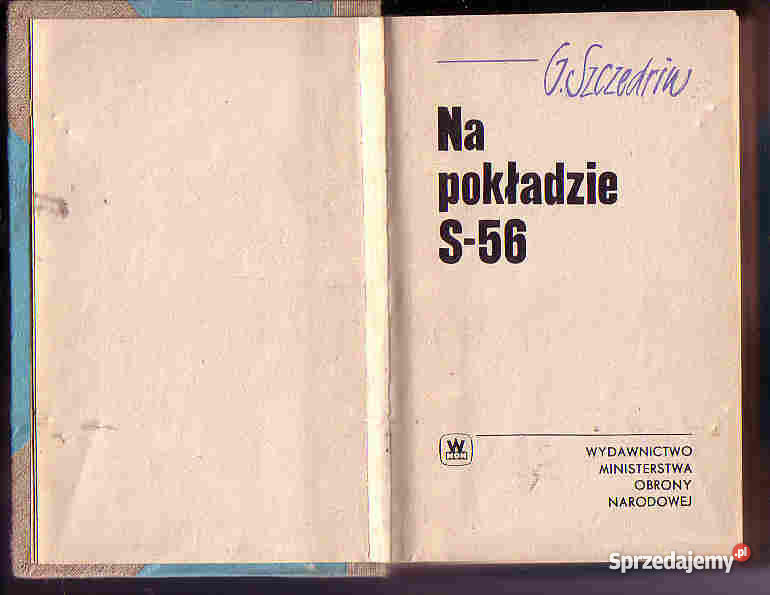 G. Szczedrin
Na
pokładzie
S-56
W
MON
WYDAWNICTWO
MINISTERSTWA
OBRONY
NARODOWEJ
Sprzedajemy.pl